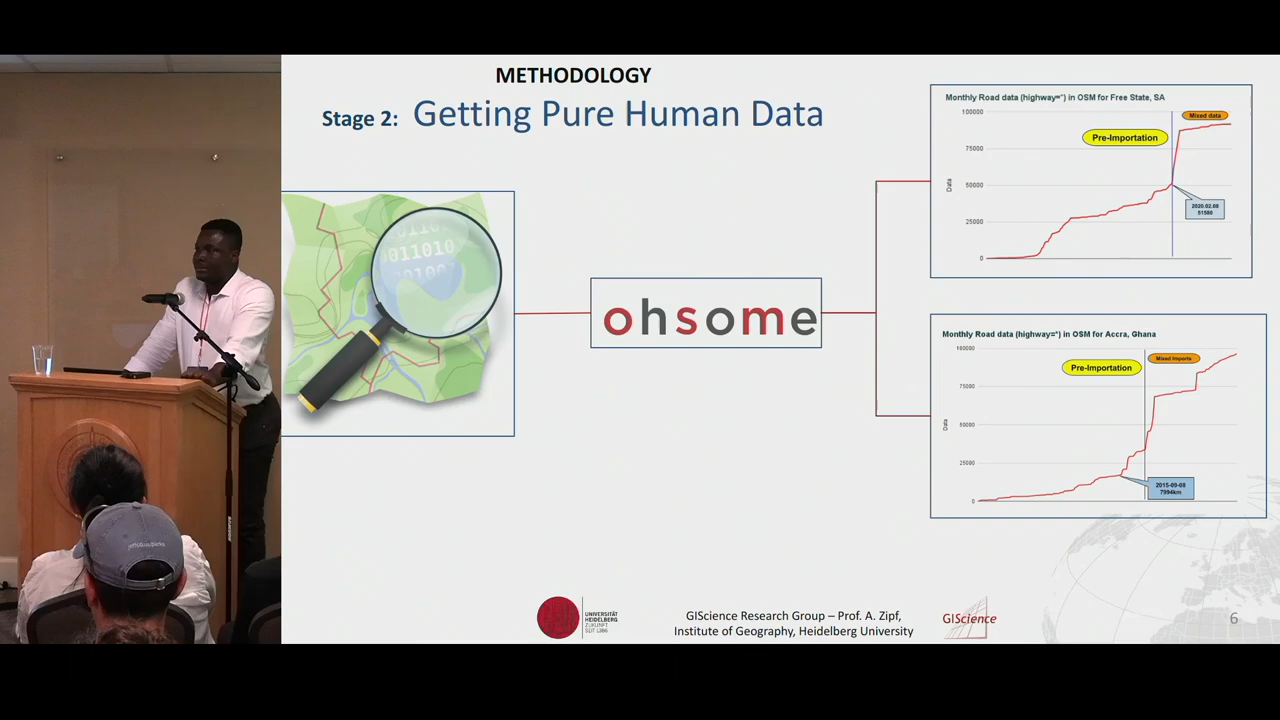 METHODOLOGY
Stage 2: Getting Pure Human Data
011010
ohsome
Monthly Road data (highway=*) in OSM for Free State, SA
100000
75000
50000
25000
0
Data
Pre-Importation
Mixed data
2020.02.08
51580
Monthly Road data (highway=*) in OSM for Accra, Ghana
100000
75000
50000
25000
0
Data
Pre-Importation
Mixed Imports
2015-09-08
7994km
UNIVERSITÄT
HEIDELBERG
ZUKUNFT
SEIT 1386
GIScience Research Group – Prof. A. Zipf,
Institute of Geography, Heidelberg University
GIScience
6